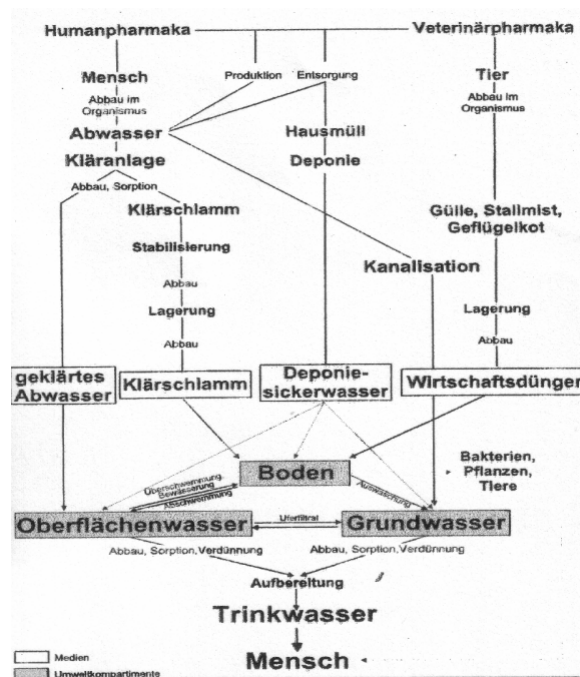 Humanpharmaka
Veterinärpharmaka
Mensch
Produktion
Entsorgung
Tier
Abbau im
Organismus
Abbau im
Organismus
Abwasser
Hausmüll
Kläranlage
Deponie
Abbau, Sorption
Klärschlamm
Gülle, Stallmist,
Geflügelkot
Stabilisierung
Kanalisation
Abbau
Lagerung
Lagerung
Abbau
Abbau
geklärtes
Abwasser
Klärschlamm
Deponie-
sickerwasser
Wirtschaftsdünger
Bakterien,
Pflanzen,
Tiere
Boden
Überschwemmung,
Bewässerung
Abschwemmung
Auswaschung
Oberflächenwasser
Uferfiltrat
Grundwasser
Abbau, Sorption,Verdünnung
Abbau, Sorption,Verdünnung
Aufbereitung
Trinkwasser
Mensch
Medien
Umweltkompartimente